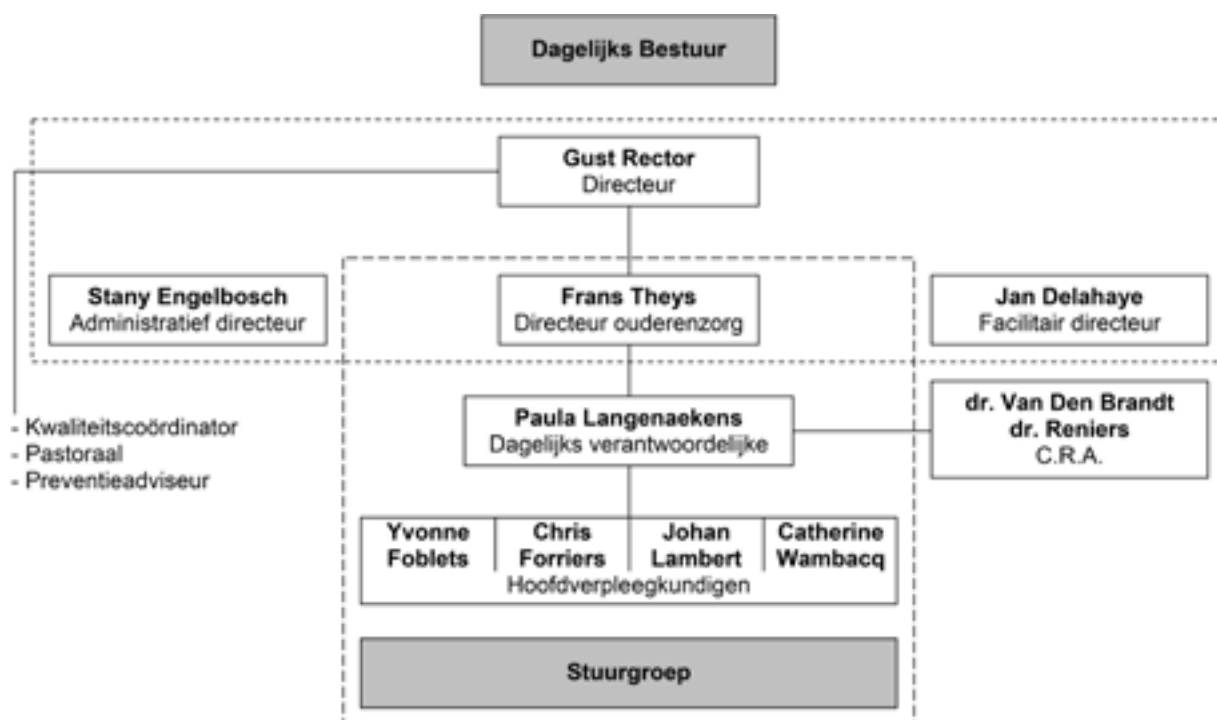 Dagelijks Bestuur
Gust Rector
Directeur
Stany Engelbosch
Administratief directeur
Frans Theys
Directeur ouderenzorg
Jan Delahaye
Facilitair directeur
- Kwaliteitscoördinator
- Pastoraal
- Preventieadviseur
Paula Langenaekens
Dagelijks verantwoordelijke
dr. Van Den Brandt
dr. Reniers
C.R.A.
Yvonne
Foblets
Chris
Forriers
Johan
Lambert
Catherine
Wambacq
Hoofdverpleegkundigen
Stuurgroep